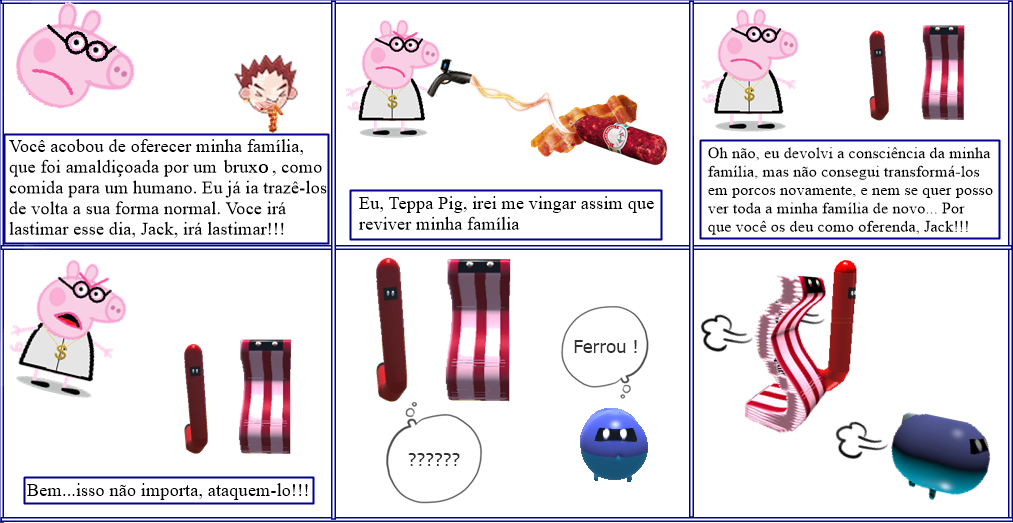 Você acabou de oferecer minha família,
que foi amaldiçoada por um bruxo, como
comida para um humano. Eu já ia trazê-los
de volta a sua forma normal. Voce irá
lastimar esse dia, Jack, irá lastimar!!!
$
Eu, Teppa Pig, irei me vingar assim que
reviver minha família
$
Oh não, eu devolvi a consciência da minha
família, mas não consegui transformá-los
em porcos novamente, e nem se quer posso
ver toda a minha família de novo... Por
que você os deu como oferenda, Jack!!!
$
Bem...isso não importa, ataquem-lo!!!
Ferrou !
??????